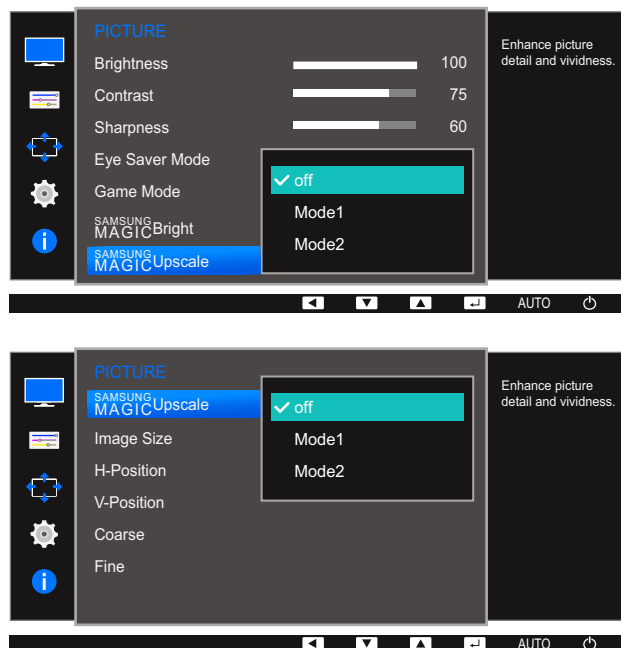 PICTURE
Brightness 100
Contrast 75
Sharpness 60
Eye Saver Mode
Game Mode
SAMSUNG
MAGICBright
SAMSUNG
MAGICUpscale
off
Mode1
Mode2
Enhance picture
detail and vividness.
AUTO
PICTURE
SAMSUNG
MAGICUpscale
Image Size
H-Position
V-Position
Coarse
Fine
off
Mode1
Mode2
Enhance picture
detail and vividness.
AUTO